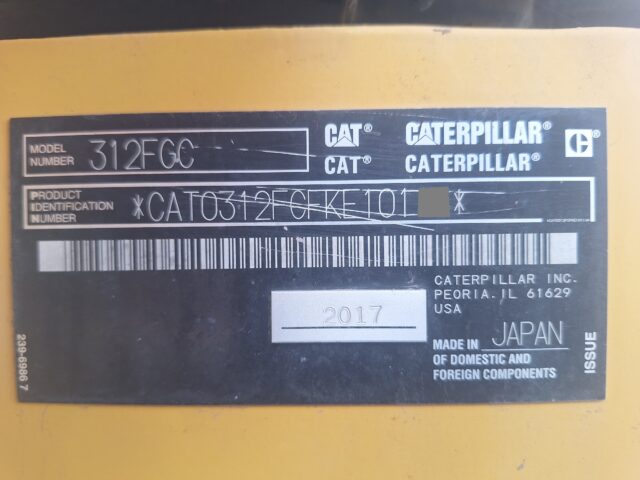 MODEL
NUMBER 312FGC
CAT® CATERPILLAR®
CAT® CATERPILLAR®
PRODUCT
IDENTIFICATION
NUMBER *CAT0312FCFKE101 *
CATERPILLAR INC.
PEORIA, IL 61629
USA
2017
MADE IN JAPAN
OF DOMESTIC AND
FOREIGN COMPONENTS
ISSUE
239-6986 7